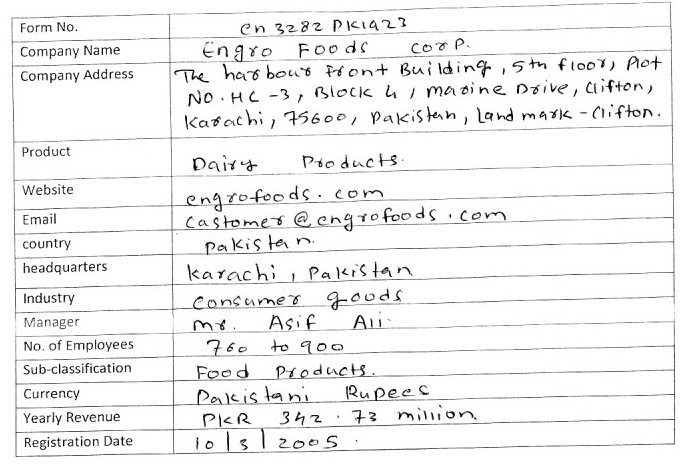 Form No. en 3282 PK1923
Company Name Engro Foods Corp.
Company Address The harbour Front Building, 5th floor, Plot
No. HC -3, Block 4, marine Drive, Clifton,
Karachi, 75600, Pakistan, Land mark - Clifton.
Product Dairy Products.
Website engrofoods.com
Email Castomer@engrofoods.com
country Pakistan.
headquarters Karachi, Pakistan
Industry Consumer goods
Manager mr. Asif Ali.
No. of Employees 760 to 900
Sub-classification Food Products.
Currency Pakistani Rupees
Yearly Revenue PKR 342.73 million
Registration Date 10|3|2005.